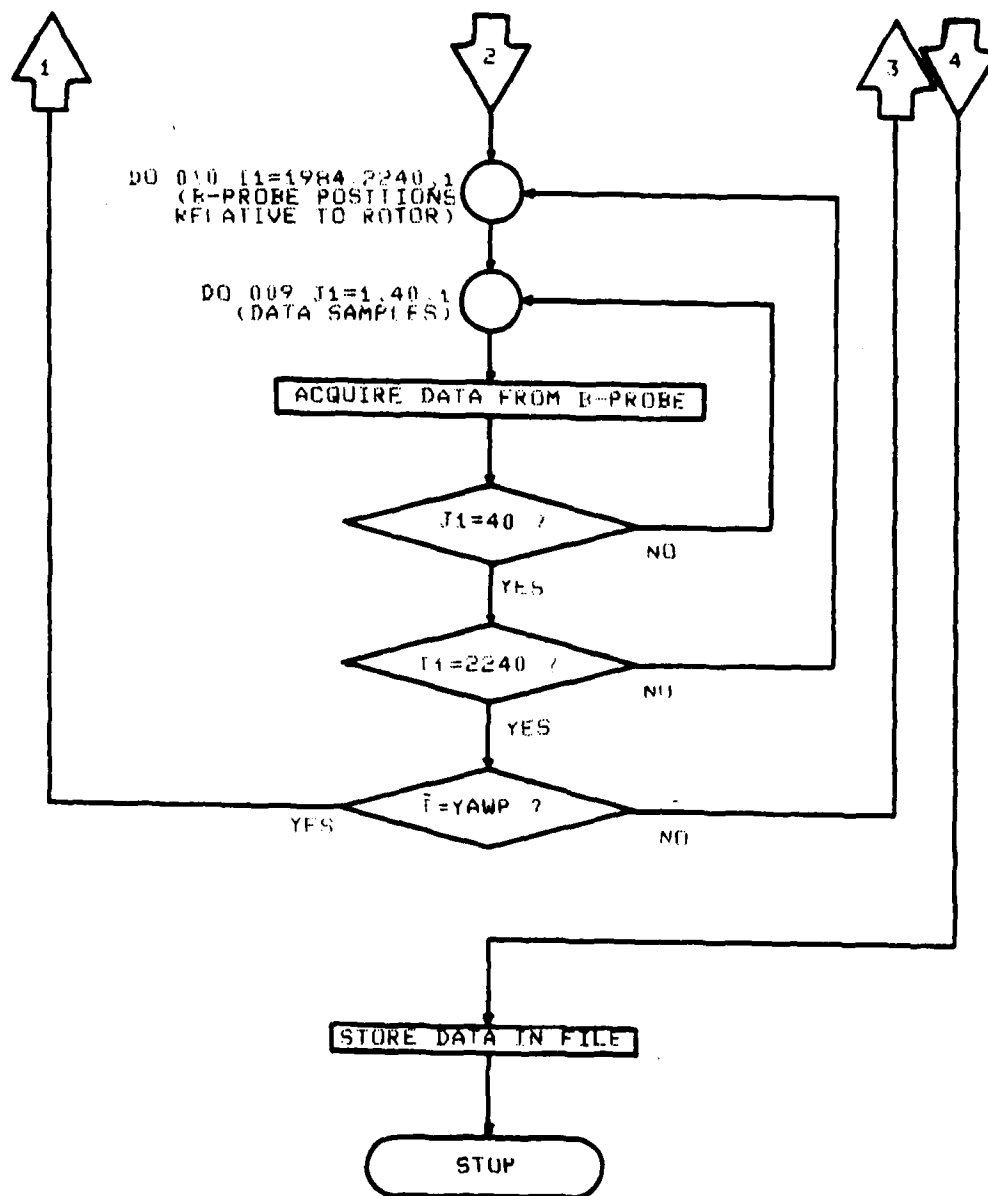 1
2
3
4
DO 010 I1=1984,2240,1
(B-PROBE POSITIONS
RELATIVE TO ROTOR)
DO 009 J1=1,40,1
(DATA SAMPLES)
ACQUIRE DATA FROM B-PROBE
J1=40 ?
NO
YES
I1=2240 ?
NO
YES
I=YAWP ?
YES
NO
STORE DATA IN FILE
STOP